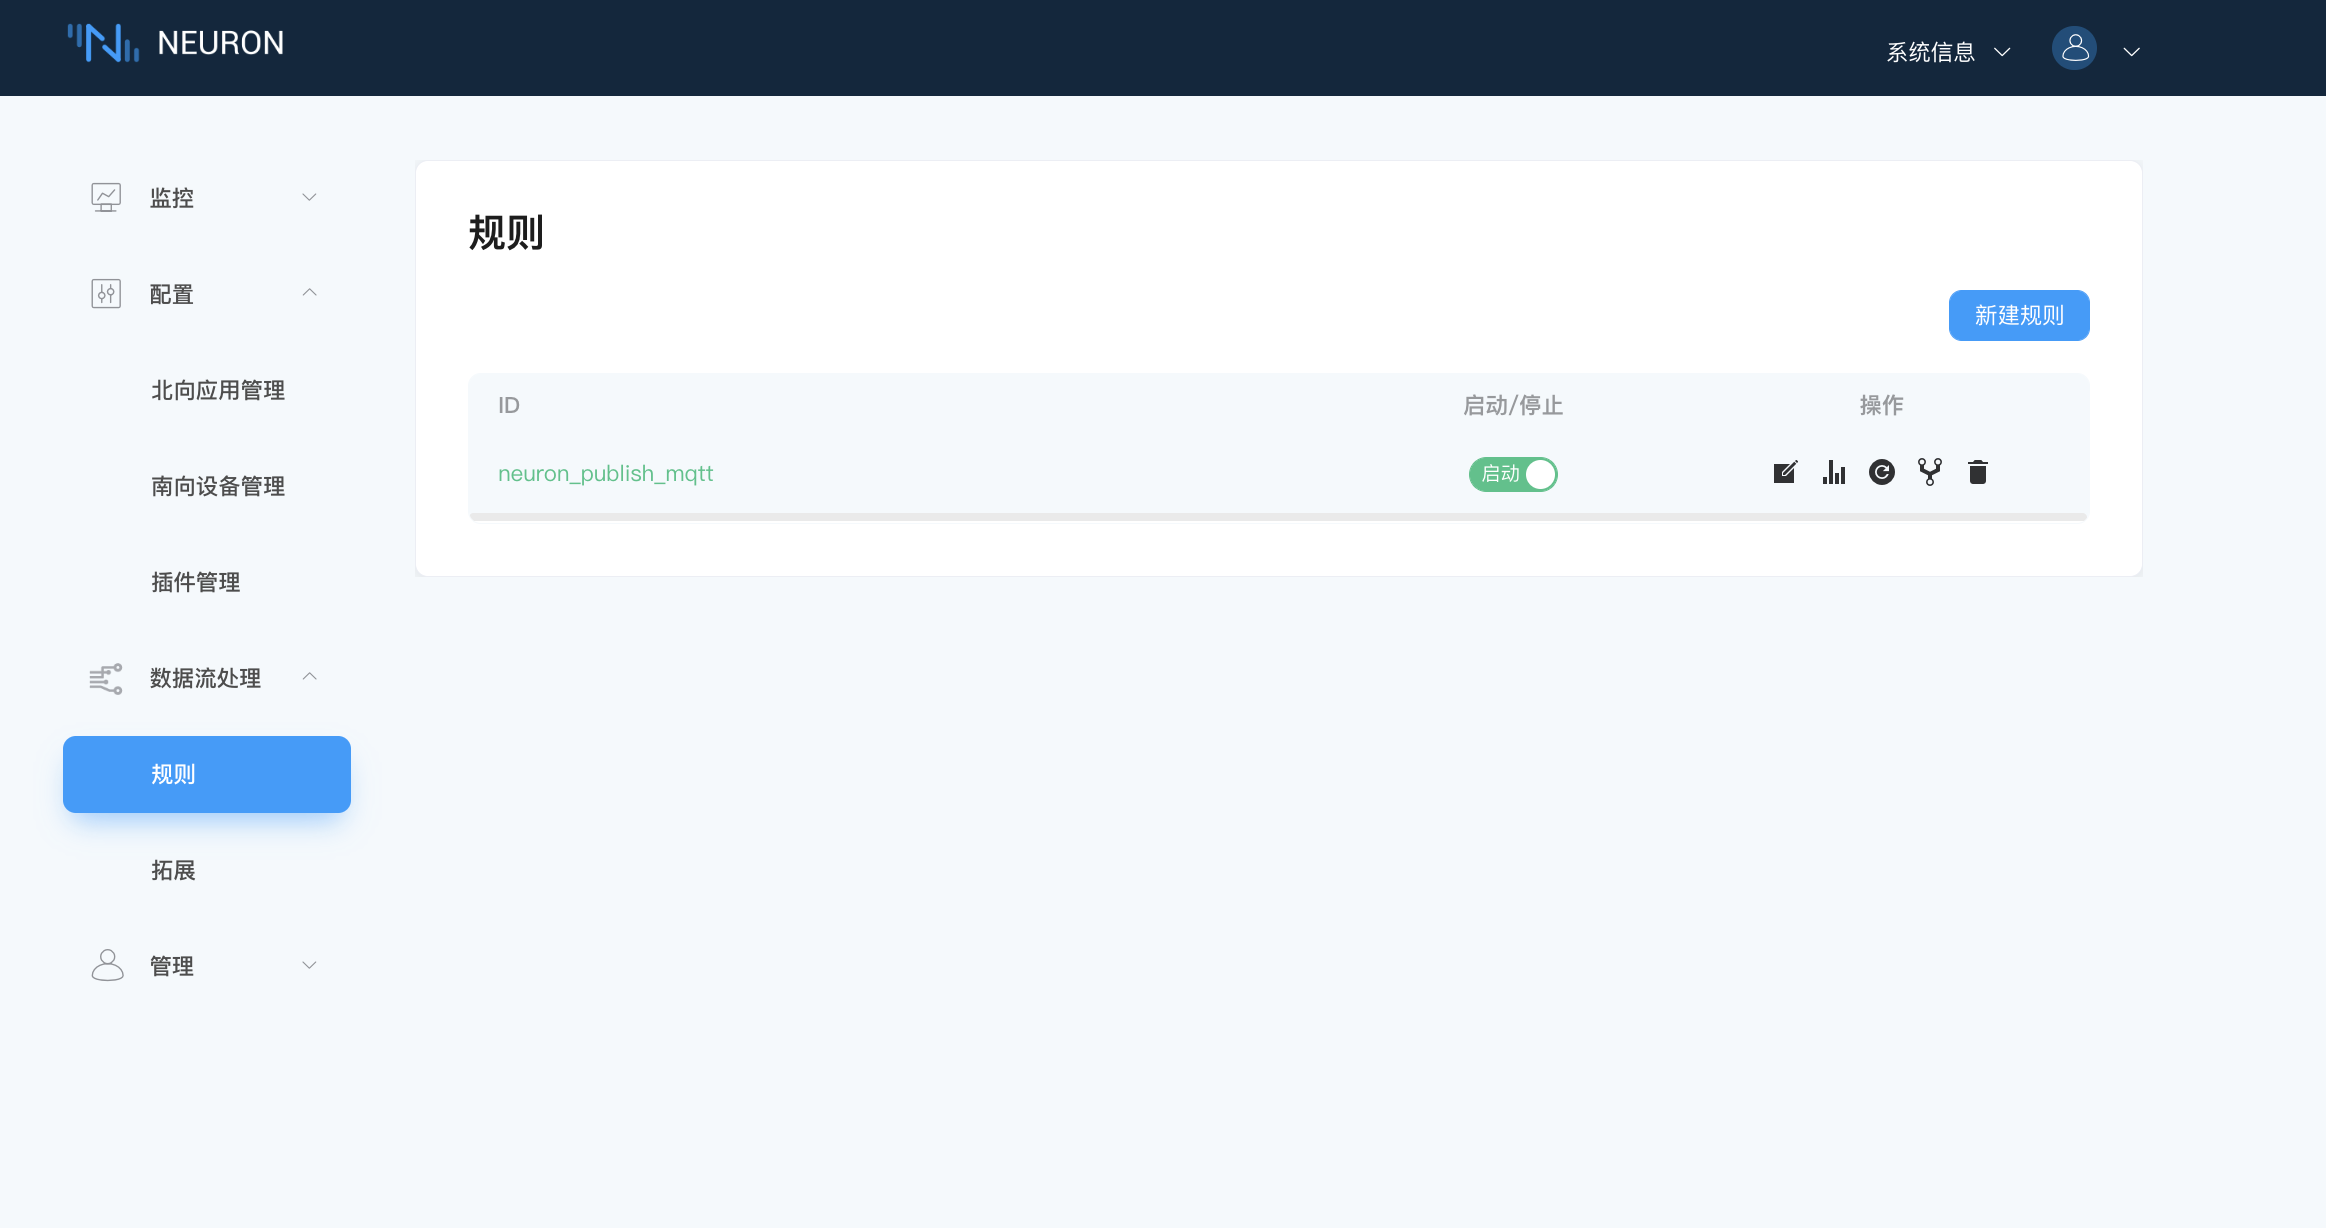 NEURON
系统信息
监控
配置
北向应用管理
南向设备管理
插件管理
数据流处理
规则
拓展
管理
规则
新建规则
ID 启动/停止 操作
neuron_publish_mqtt 启动